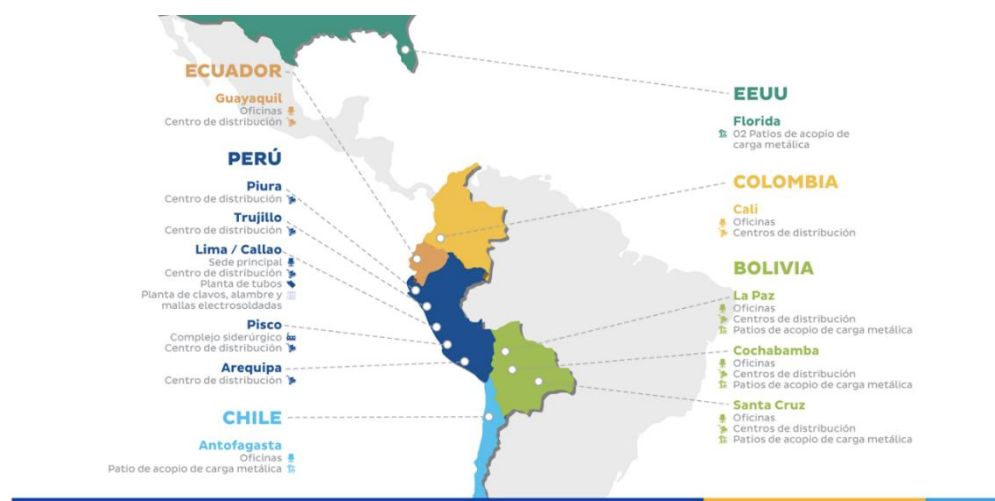 ECUADOR
Guayaquil
Oficinas
Centro de distribución
PERÚ
Piura
Centro de distribución
Trujillo
Centro de distribución
Lima / Callao
Sede principal
Centro de distribución
Planta de tubos
Planta de clavos, alambre y
mallas electrosoldadas
Pisco
Complejo siderúrgico
Centro de distribución
Arequipa
Centro de distribución
CHILE
Antofagasta
Oficinas
Patio de acopio de carga metálica
EEUU
Florida
02 Patios de acopio de
carga metálica
COLOMBIA
Cali
Oficinas
Centros de distribución
BOLIVIA
La Paz
Oficinas
Centros de distribución
Patios de acopio de carga metálica
Cochabamba
Oficinas
Centros de distribución
Patios de acopio de carga metálica
Santa Cruz
Oficinas
Centros de distribución
Patios de acopio de carga metálica